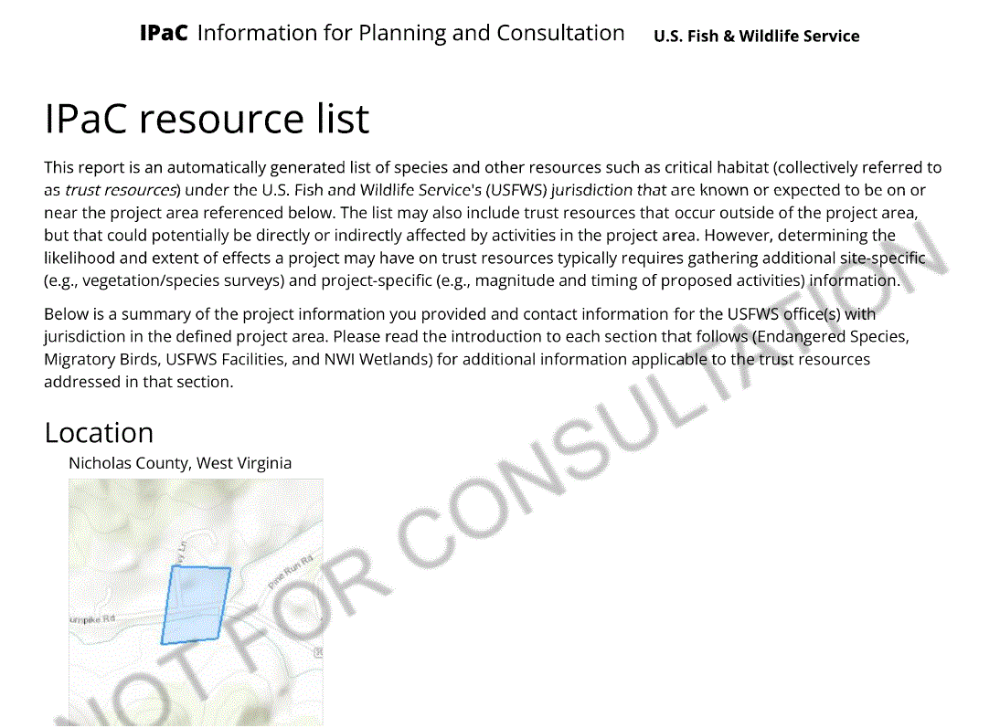 IPaC Information for Planning and Consultation U.S. Fish & Wildlife Service
IPaC resource list
This report is an automatically generated list of species and other resources such as critical habitat (collectively referred to
as trust resources) under the U.S. Fish and Wildlife Service's (USFWS) jurisdiction that are known or expected to be on or
near the project area referenced below. The list may also include trust resources that occur outside of the project area,
but that could potentially be directly or indirectly affected by activities in the project area. However, determining the
likelihood and extent of effects a project may have on trust resources typically requires gathering additional site-specific
(e.g., vegetation/species surveys) and project-specific (e.g., magnitude and timing of proposed activities) information.
Below is a summary of the project information you provided and contact information for the USFWS office(s) with
jurisdiction in the defined project area. Please read the introduction to each section that follows (Endangered Species,
Migratory Birds, USFWS Facilities, and NWI Wetlands) for additional information applicable to the trust resources
addressed in that section.
Location
Nicholas County, West Virginia
Pine Run Rd
umpike Rd
NOT FOR CONSULTATION